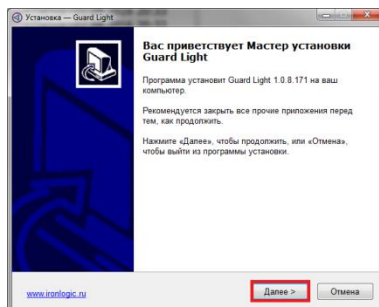 Установка — Guard Light
Вас приветствует Мастер установки
Guard Light
Программа установит Guard Light 1.0.8.171 на ваш
компьютер.
Рекомендуется закрыть все прочие приложения перед
тем, как продолжить.
Нажмите «Далее», чтобы продолжить, или «Отмена»,
чтобы выйти из программы установки.
www.ironlogic.ru
Далее >
Отмена